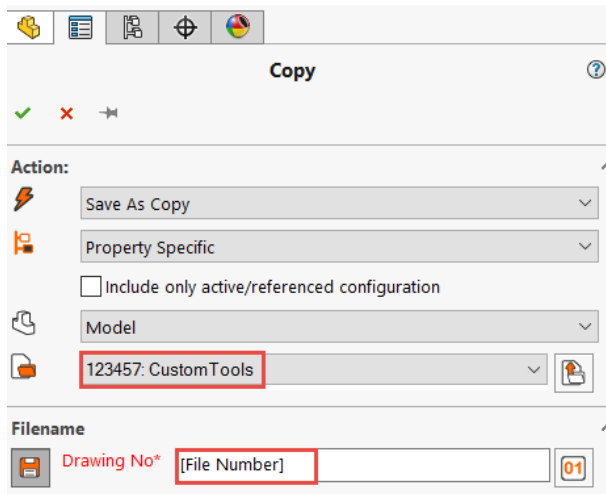 Copy
Action:
Save As Copy
Property Specific
Include only active/referenced configuration
Model
123457: CustomTools
Filename
Drawing No* [File Number]
01